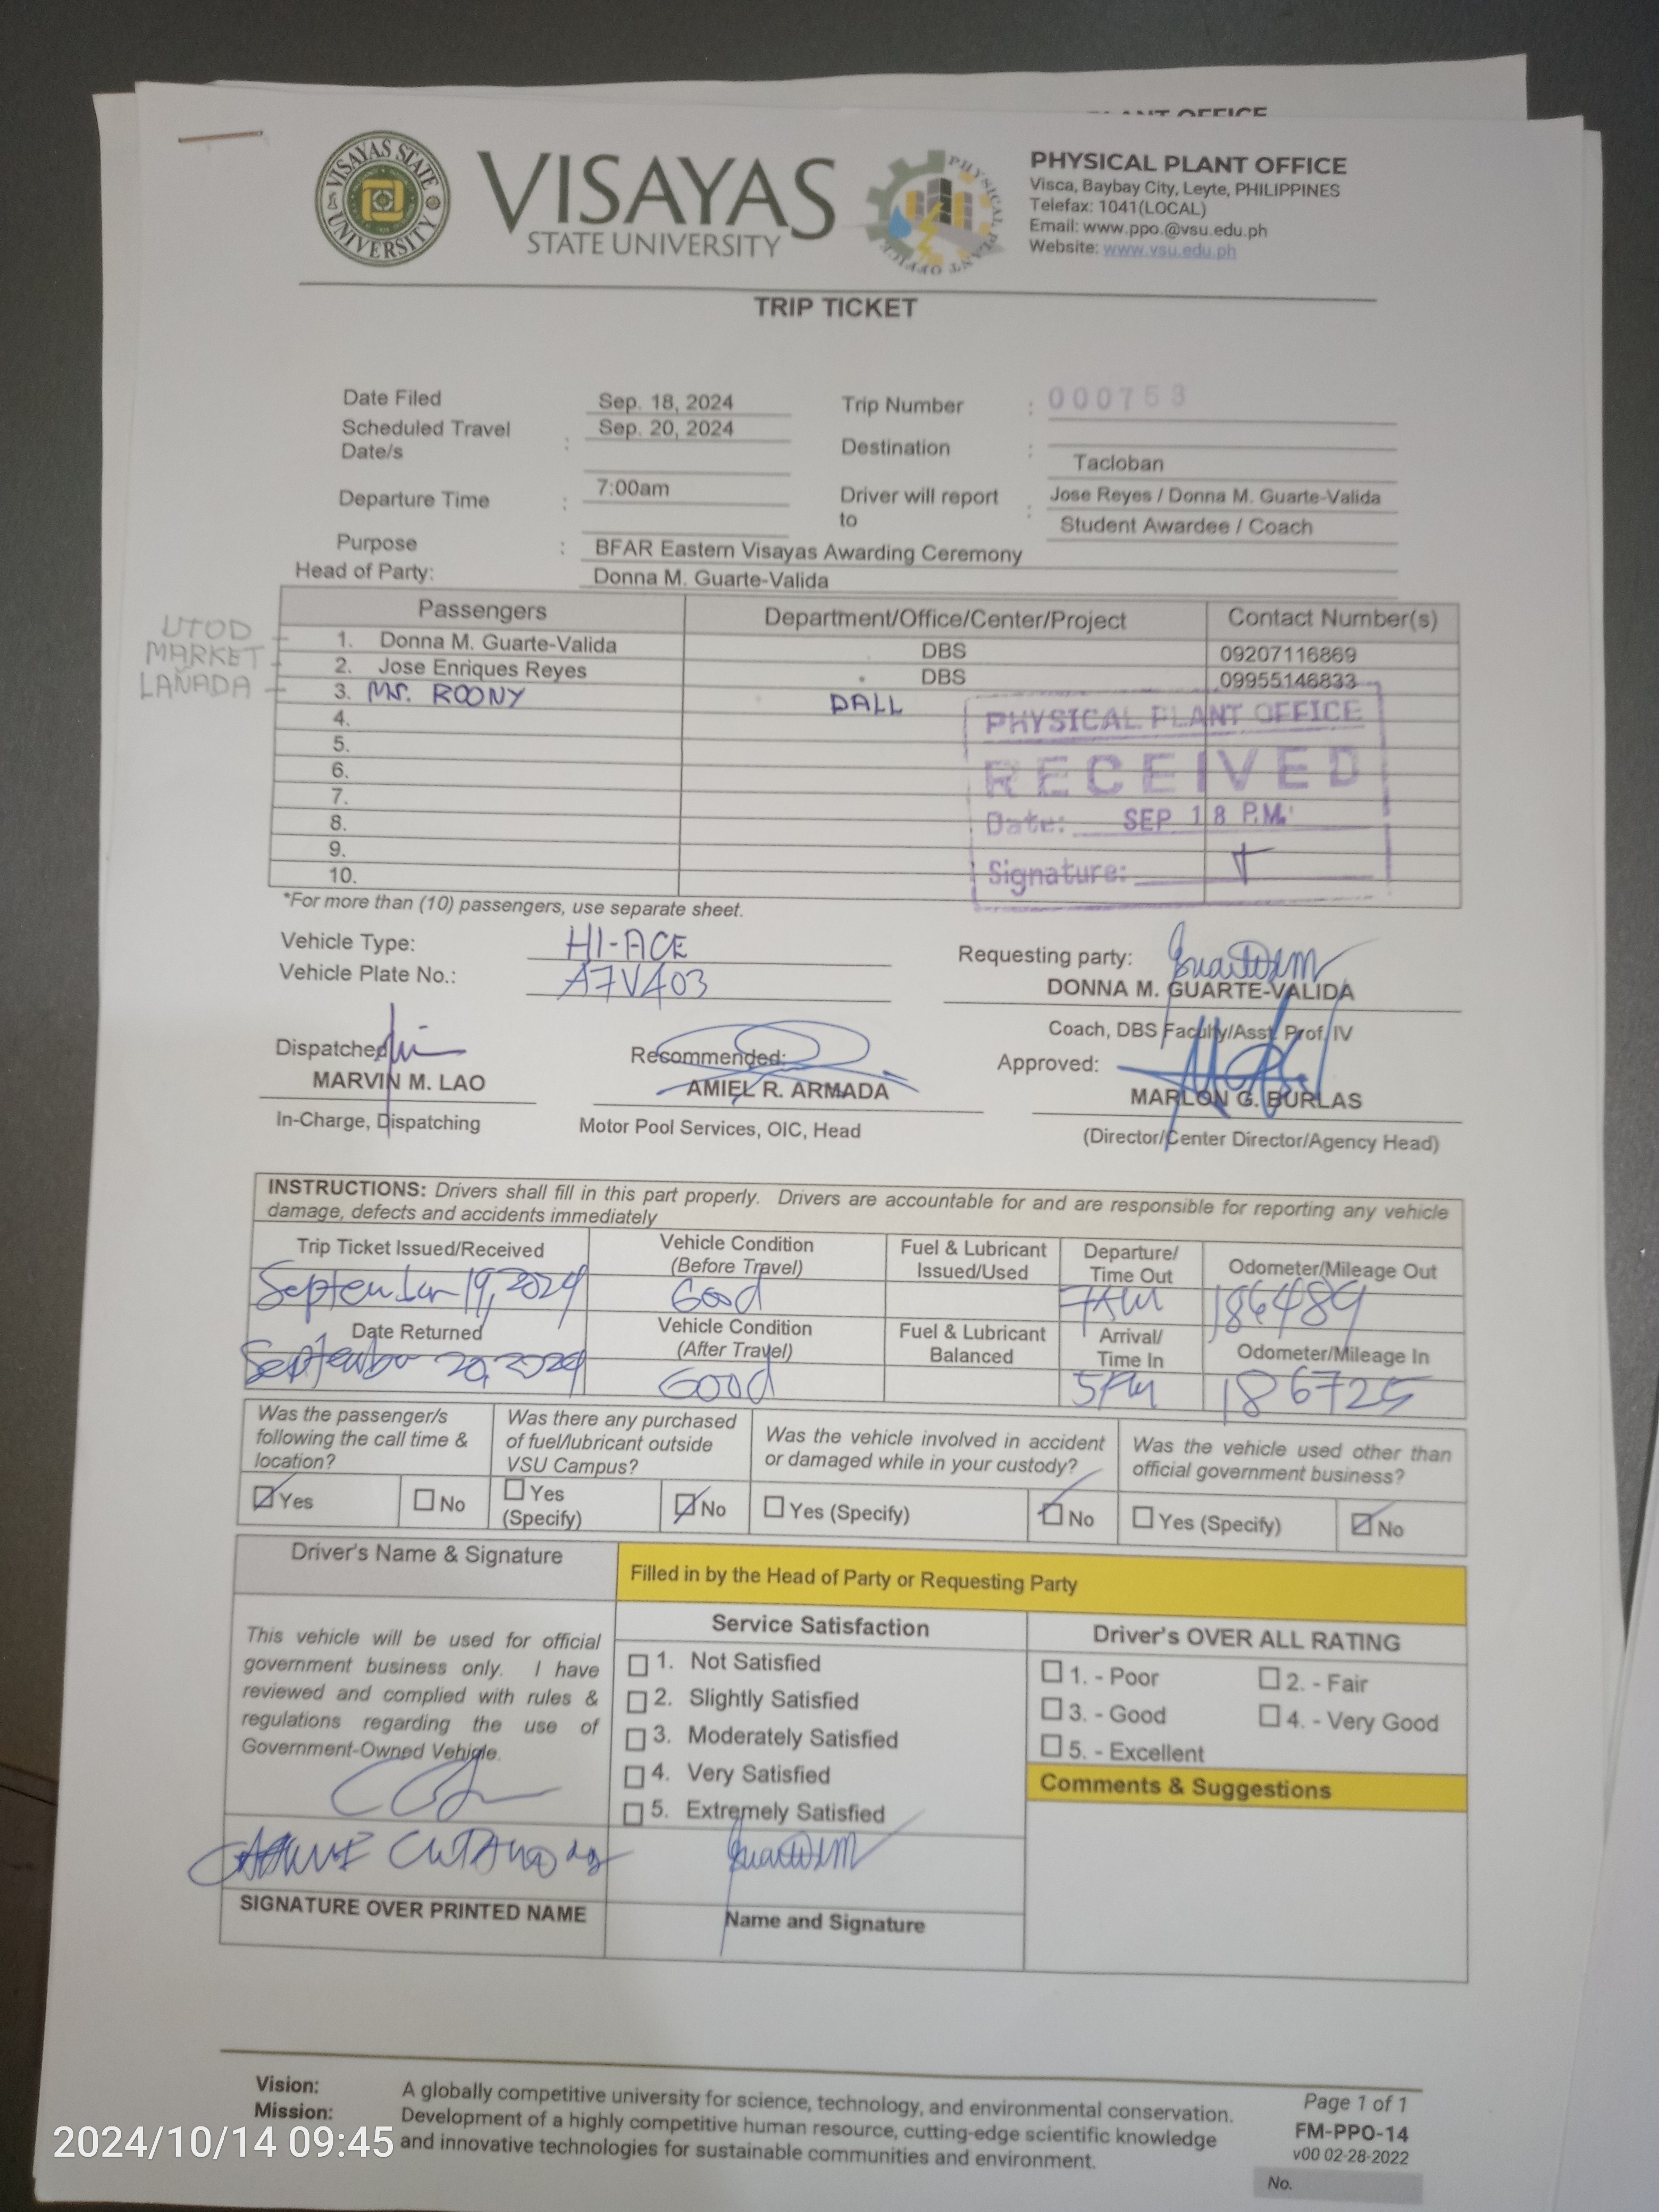 PLANT OFFICE
VISAYAS STATE UNIVERSITY
VISAYAS
STATE UNIVERSITY
PHYSICAL PLANT OFFICE
PHYSICAL PLANT OFFICE
Visca, Baybay City, Leyte, PHILIPPINES
Telefax: 1041(LOCAL)
Email: www.ppo.@vsu.edu.ph
Website: www.vsu.edu.ph
TRIP TICKET
Date Filed Sep. 18, 2024 Trip Number : 000753
Scheduled Travel Date/s : Sep. 20, 2024 Destination : Tacloban
Departure Time : 7:00am Driver will report to : Jose Reyes / Donna M. Guarte-Valida
Student Awardee / Coach
Purpose : BFAR Eastern Visayas Awarding Ceremony
Head of Party: Donna M. Guarte-Valida
Passengers Department/Office/Center/Project Contact Number(s)
UTOD 1. Donna M. Guarte-Valida DBS 09207116869
MARKET 2. Jose Enriques Reyes DBS 09955146833
LAÑADA 3. MS. ROONY DALL
4.
5.
6.
7.
8.
9.
10.
PHYSICAL PLANT OFFICE
RECEIVED
Date: SEP 18 P.M.
Signature:
*For more than (10) passengers, use separate sheet.
Vehicle Type: HI-ACE
Vehicle Plate No.: A7V403
Requesting party:
DONNA M. GUARTE-VALIDA
Coach, DBS Faculty/Asst. Prof. IV
Dispatched Recommended: Approved:
MARVIN M. LAO AMIEL R. ARMADA MARLON G. BURLAS
In-Charge, Dispatching Motor Pool Services, OIC, Head (Director/Center Director/Agency Head)
INSTRUCTIONS: Drivers shall fill in this part properly. Drivers are accountable for and are responsible for reporting any vehicle
damage, defects and accidents immediately
Trip Ticket Issued/Received Vehicle Condition (Before Travel) Fuel & Lubricant Issued/Used Departure/ Time Out Odometer/Mileage Out
September 19, 2024 Good 7AM 186489
Date Returned Vehicle Condition (After Travel) Fuel & Lubricant Balanced Arrival/ Time In Odometer/Mileage In
September 20, 2024 Good 5PM 186725
Was the passenger/s following the call time & location?
Was there any purchased of fuel/lubricant outside VSU Campus?
Was the vehicle involved in accident or damaged while in your custody?
Was the vehicle used other than official government business?
Yes No Yes (Specify) No Yes (Specify) No Yes (Specify) No
Driver's Name & Signature
Filled in by the Head of Party or Requesting Party
This vehicle will be used for official
government business only. I have
reviewed and complied with rules &
regulations regarding the use of
Government-Owned Vehicle.
SIGNATURE OVER PRINTED NAME
Service Satisfaction
1. Not Satisfied
2. Slightly Satisfied
3. Moderately Satisfied
4. Very Satisfied
5. Extremely Satisfied
Name and Signature
Driver's OVER ALL RATING
1. - Poor 2. - Fair
3. - Good 4. - Very Good
5. - Excellent
Comments & Suggestions
Vision: A globally competitive university for science, technology, and environmental conservation.
Mission: Development of a highly competitive human resource, cutting-edge scientific knowledge
and innovative technologies for sustainable communities and environment.
Page 1 of 1
FM-PPO-14
v00 02-28-2022
No.
2024/10/14 09:45